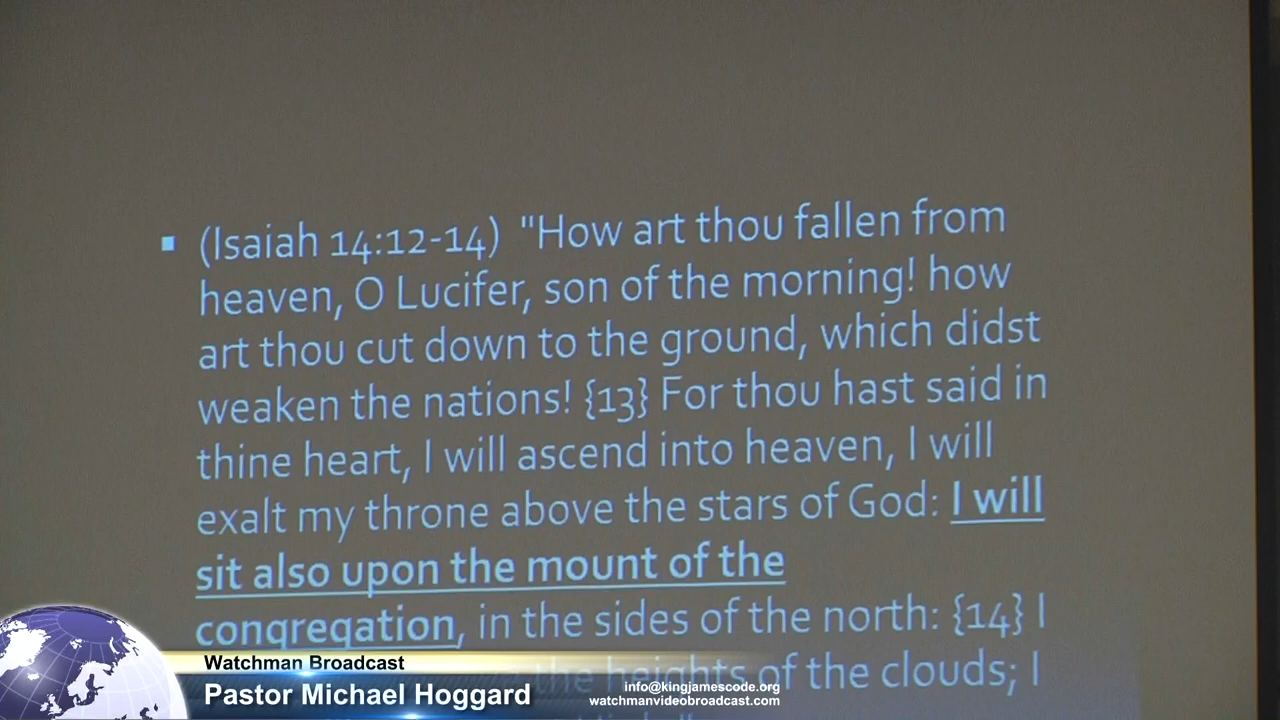 (Isaiah 14:12-14) "How art thou fallen from
heaven, O Lucifer, son of the morning! how
art thou cut down to the ground, which didst
weaken the nations! {13} For thou hast said in
thine heart, I will ascend into heaven, I will
exalt my throne above the stars of God: I will
sit also upon the mount of the
congregation, in the sides of the north: {14} I
the heights of the clouds; I
Watchman Broadcast
Pastor Michael Hoggard
info@kingjamescode.org
watchmanvideobroadcast.com